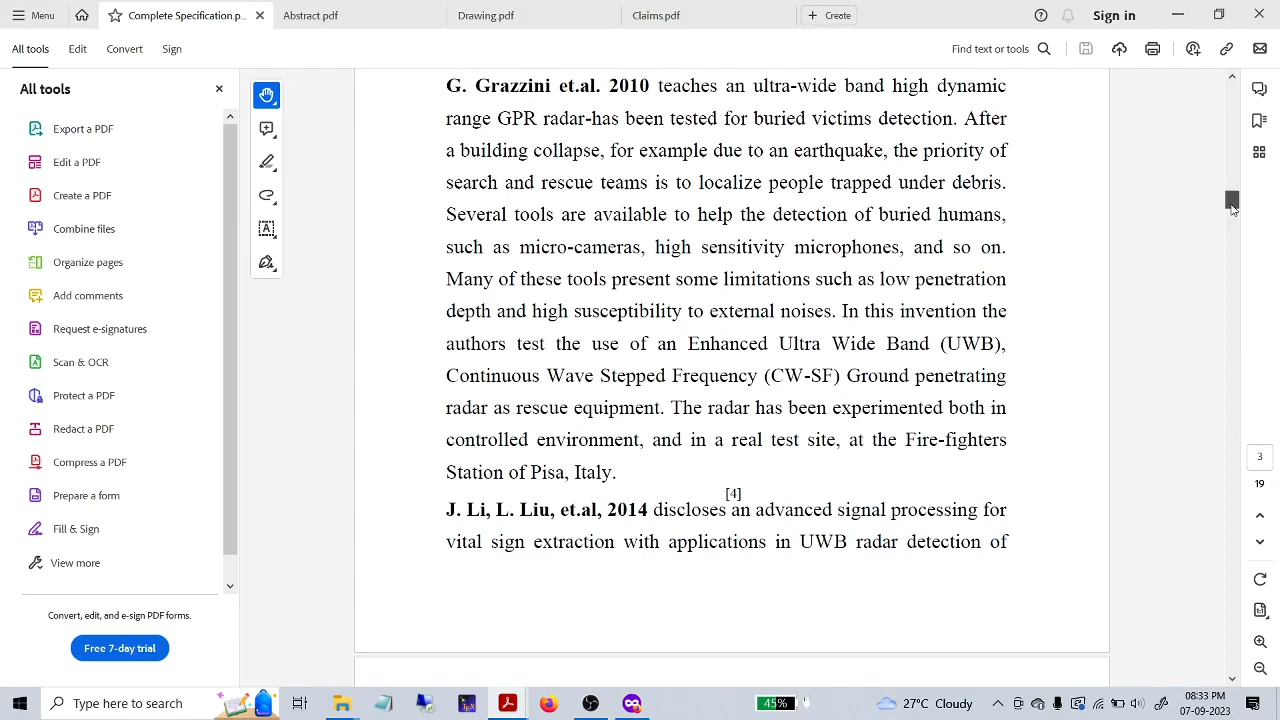 Menu Complete Specification.p... Abstract.pdf Drawing.pdf Claims.pdf Create Sign in
All tools Edit Convert Sign Find text or tools
All tools
Export a PDF
Edit a PDF
Create a PDF
Combine files
Organize pages
Add comments
Request e-signatures
Scan & OCR
Protect a PDF
Redact a PDF
Compress a PDF
Prepare a form
Fill & Sign
View more
Convert, edit, and e-sign PDF forms.
Free 7-day trial
G. Grazzini et.al. 2010 teaches an ultra-wide band high dynamic
range GPR radar-has been tested for buried victims detection. After
a building collapse, for example due to an earthquake, the priority of
search and rescue teams is to localize people trapped under debris.
Several tools are available to help the detection of buried humans,
such as micro-cameras, high sensitivity microphones, and so on.
Many of these tools present some limitations such as low penetration
depth and high susceptibility to external noises. In this invention the
authors test the use of an Enhanced Ultra Wide Band (UWB),
Continuous Wave Stepped Frequency (CW-SF) Ground penetrating
radar as rescue equipment. The radar has been experimented both in
controlled environment, and in a real test site, at the Fire-fighters
Station of Pisa, Italy.
[4]
J. Li, L. Liu, et.al, 2014 discloses an advanced signal processing for
vital sign extraction with applications in UWB radar detection of
3
19
Type here to search
45%
27°C Cloudy
08:33 PM
07-09-2023